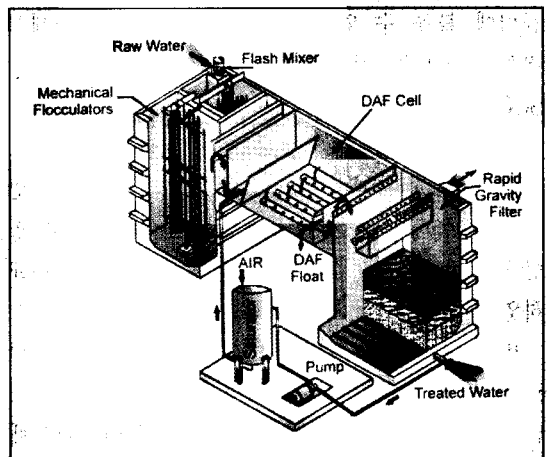 Raw Water
Flash Mixer
Mechanical
Flocculators
DAF Cell
Rapid
Gravity
Filter
DAF
Float
AIR
Pump
Treated Water